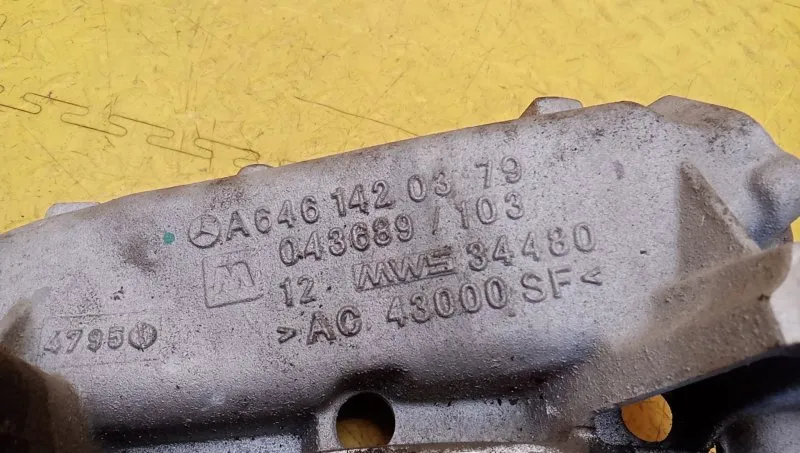 A646 142 03 79
043689/103
M
12. MWS 34480
>AC 43000 SF<
4795